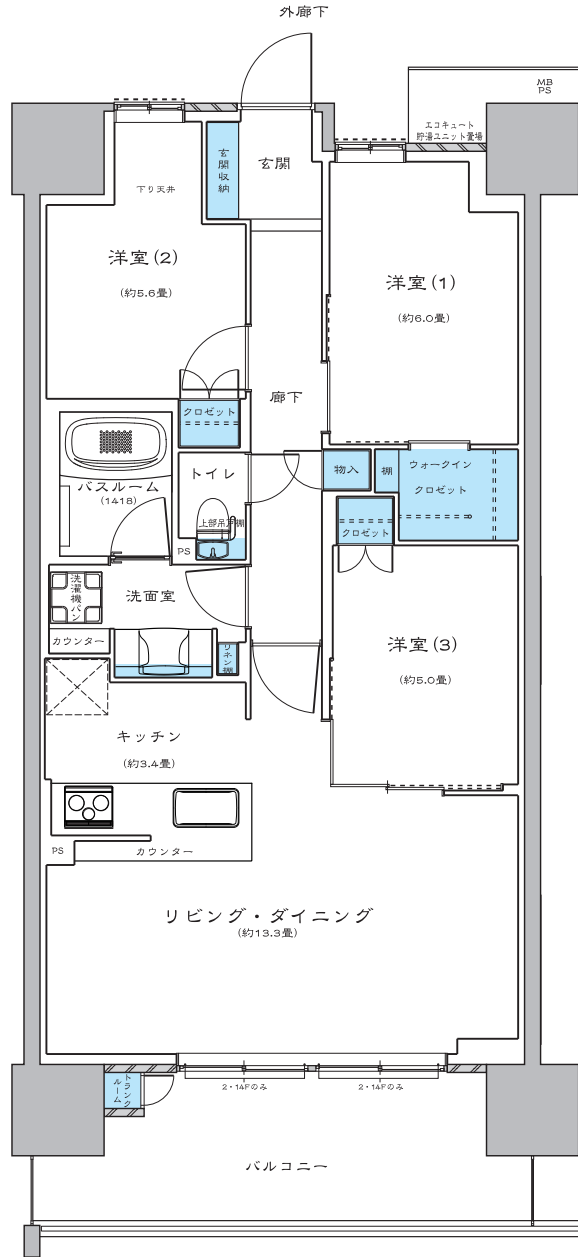 外廊下
MB
PS
エコキュート
貯湯ユニット置場
玄関
玄関収納
下り天井
洋室(2)
(約5.6畳)
洋室(1)
(約6.0畳)
廊下
クロゼット
トイレ
物入
棚
ウォークイン
クロゼット
バスルーム
(1418)
上部吊戸棚
クロゼット
PS
洗濯機パン
洗面室
カウンター
リネン棚
洋室(3)
(約5.0畳)
キッチン
(約3.4畳)
PS
カウンター
リビング・ダイニング
(約13.3畳)
トランクルーム
2・14Fのみ
2・14Fのみ
バルコニー